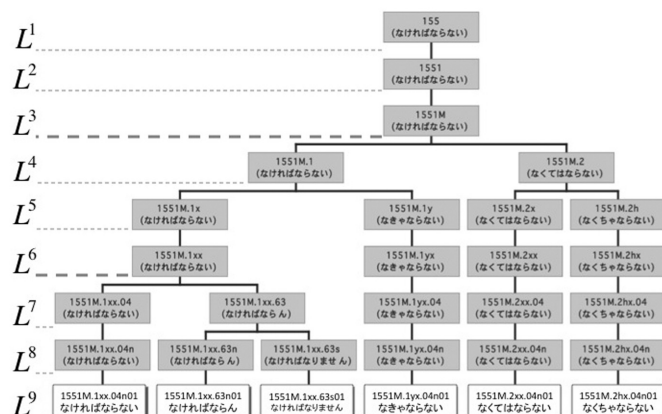 L1
155
(なければならない)
L2
1551
(なければならない)
L3
1551M
(なければならない)
L4
1551M.1
(なければならない)
1551M.2
(なくてはならない)
L5
1551M.1x
(なければならない)
1551M.1y
(なきゃならない)
1551M.2x
(なくてはならない)
1551M.2h
(なくちゃならない)
L6
1551M.1xx
(なければならない)
1551M.1yx
(なきゃならない)
1551M.2xx
(なくてはならない)
1551M.2hx
(なくちゃならない)
L7
1551M.1xx.04
(なければならない)
1551M.1xx.63
(なければならん)
1551M.1yx.04
(なきゃならない)
1551M.2xx.04
(なくてはならない)
1551M.2hx.04
(なくちゃならない)
L8
1551M.1xx.04n
(なければならない)
1551M.1xx.63n
(なければならん)
1551M.1xx.63s
(なければなりません)
1551M.1yx.04n
(なきゃならない)
1551M.2xx.04n
(なくてはならない)
1551M.2hx.04n
(なくちゃならない)
L9
1551M.1xx.04n01
なければならない
1551M.1xx.63n01
なければならん
1551M.1xx.63s01
なければなりません
1551M.1yx.04n01
なきゃならない
1551M.2xx.04n01
なくてはならない
1551M.2hx.04n01
なくちゃならない